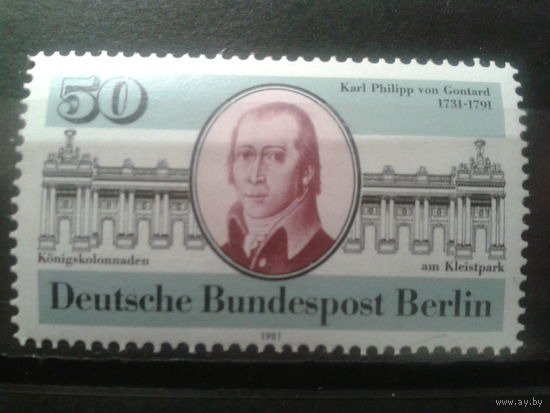 50
Karl Philipp von Gontard
1731-1791
Königskolonnaden
am Kleistpark
Deutsche Bundespost Berlin
1981
© www.ay.by